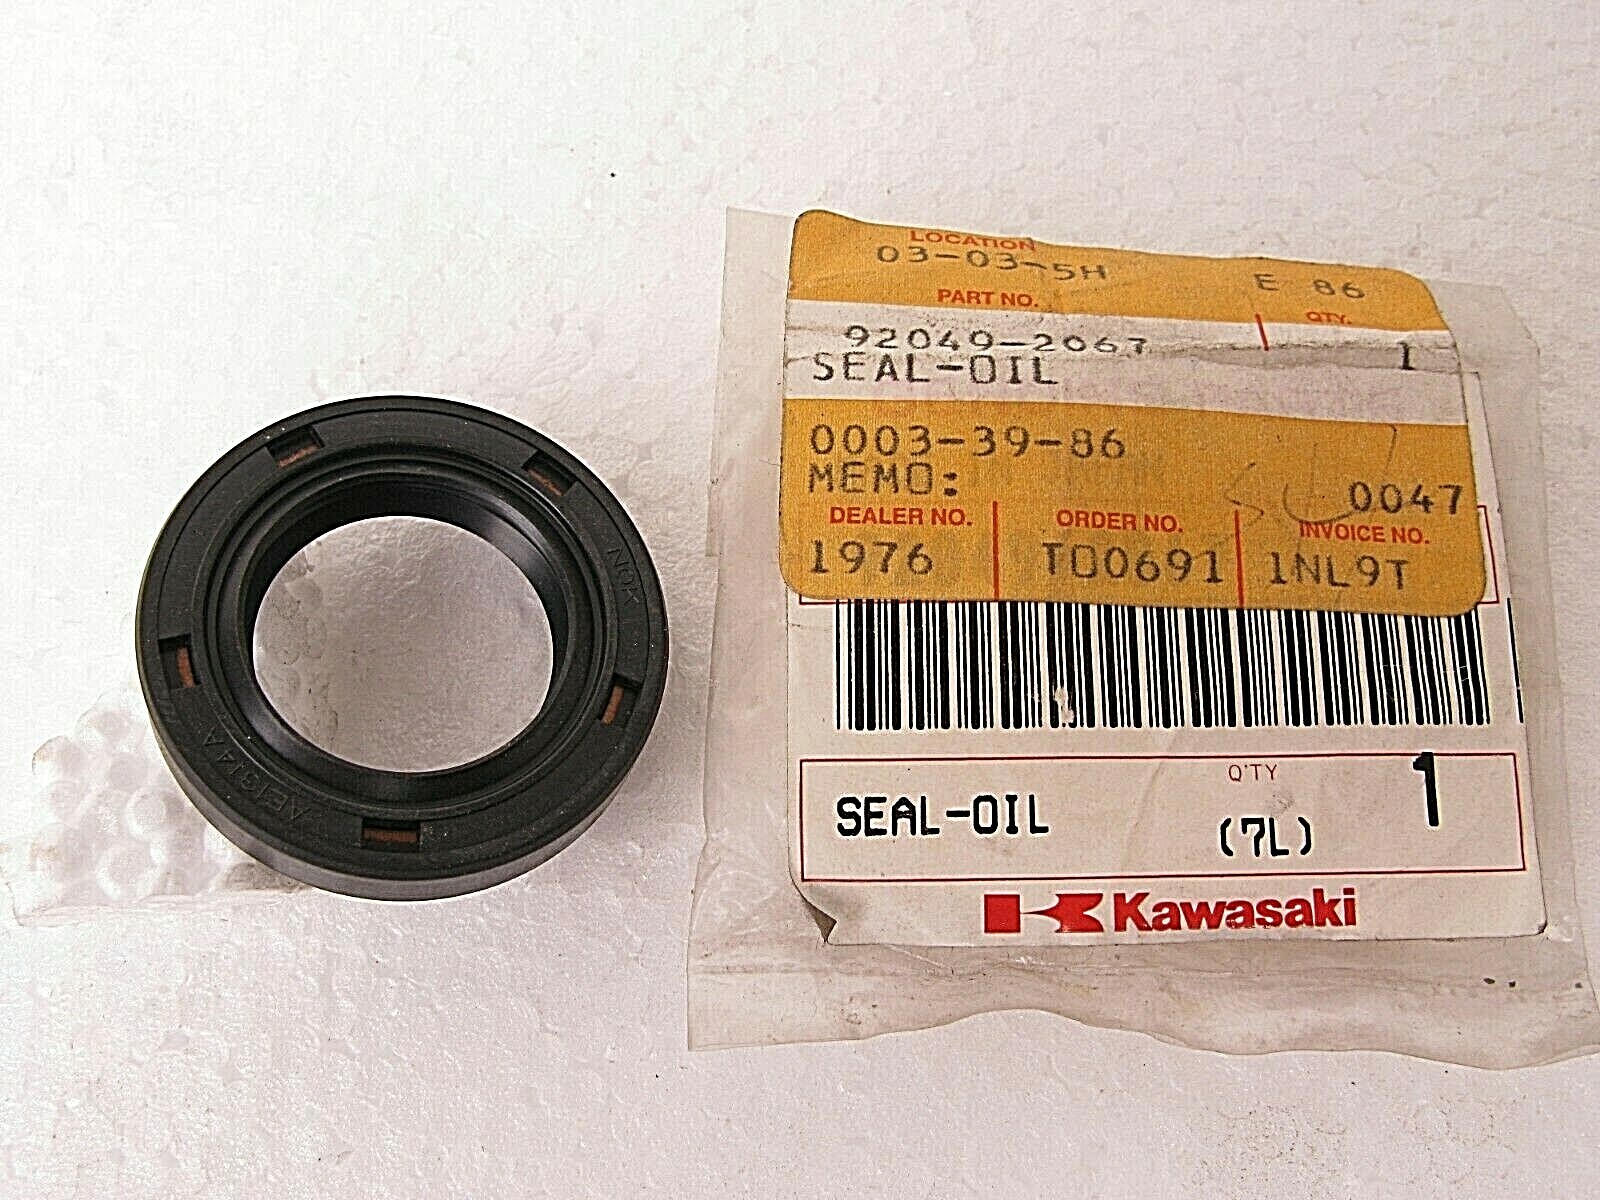 NOK
AE1314A
LOCATION
03-03-5H E 86
PART NO. QTY.
92049-2067 1
SEAL-OIL
0003-39-86
MEMO: 0047
DEALER NO. ORDER NO. INVOICE NO.
1976 T00691 1NL9T
Q'TY 1
SEAL-OIL (7L)
Kawasaki